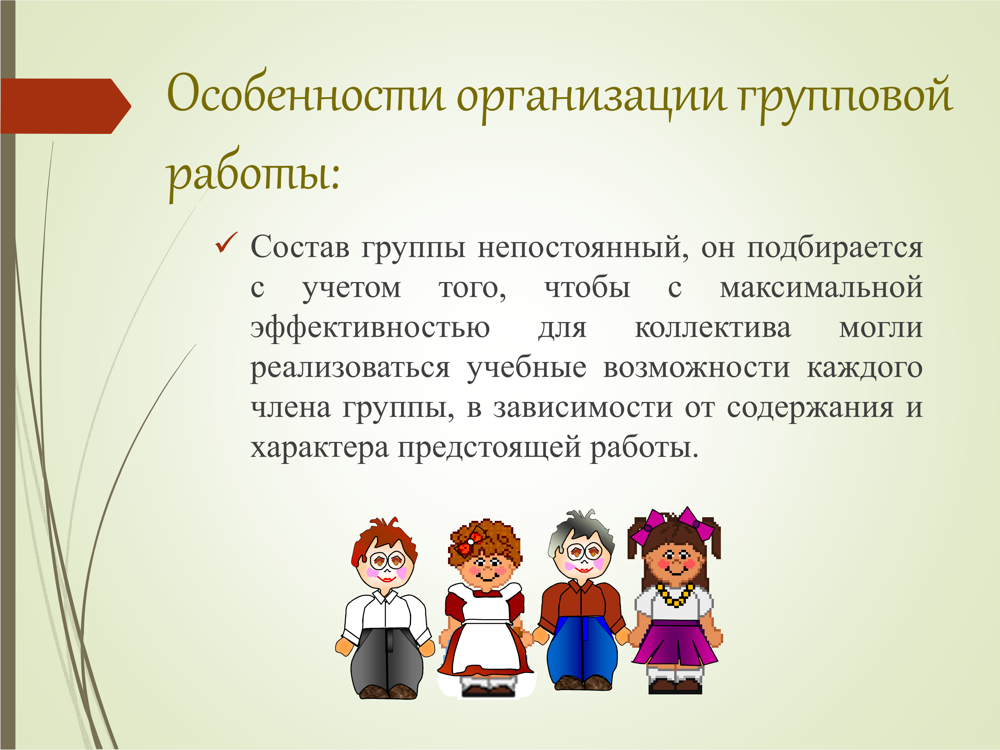 Особенности организации групповой
работы:
Состав группы непостоянный, он подбирается
с учетом того, чтобы с максимальной
эффективностью для коллектива могли
реализоваться учебные возможности каждого
члена группы, в зависимости от содержания и
характера предстоящей работы.